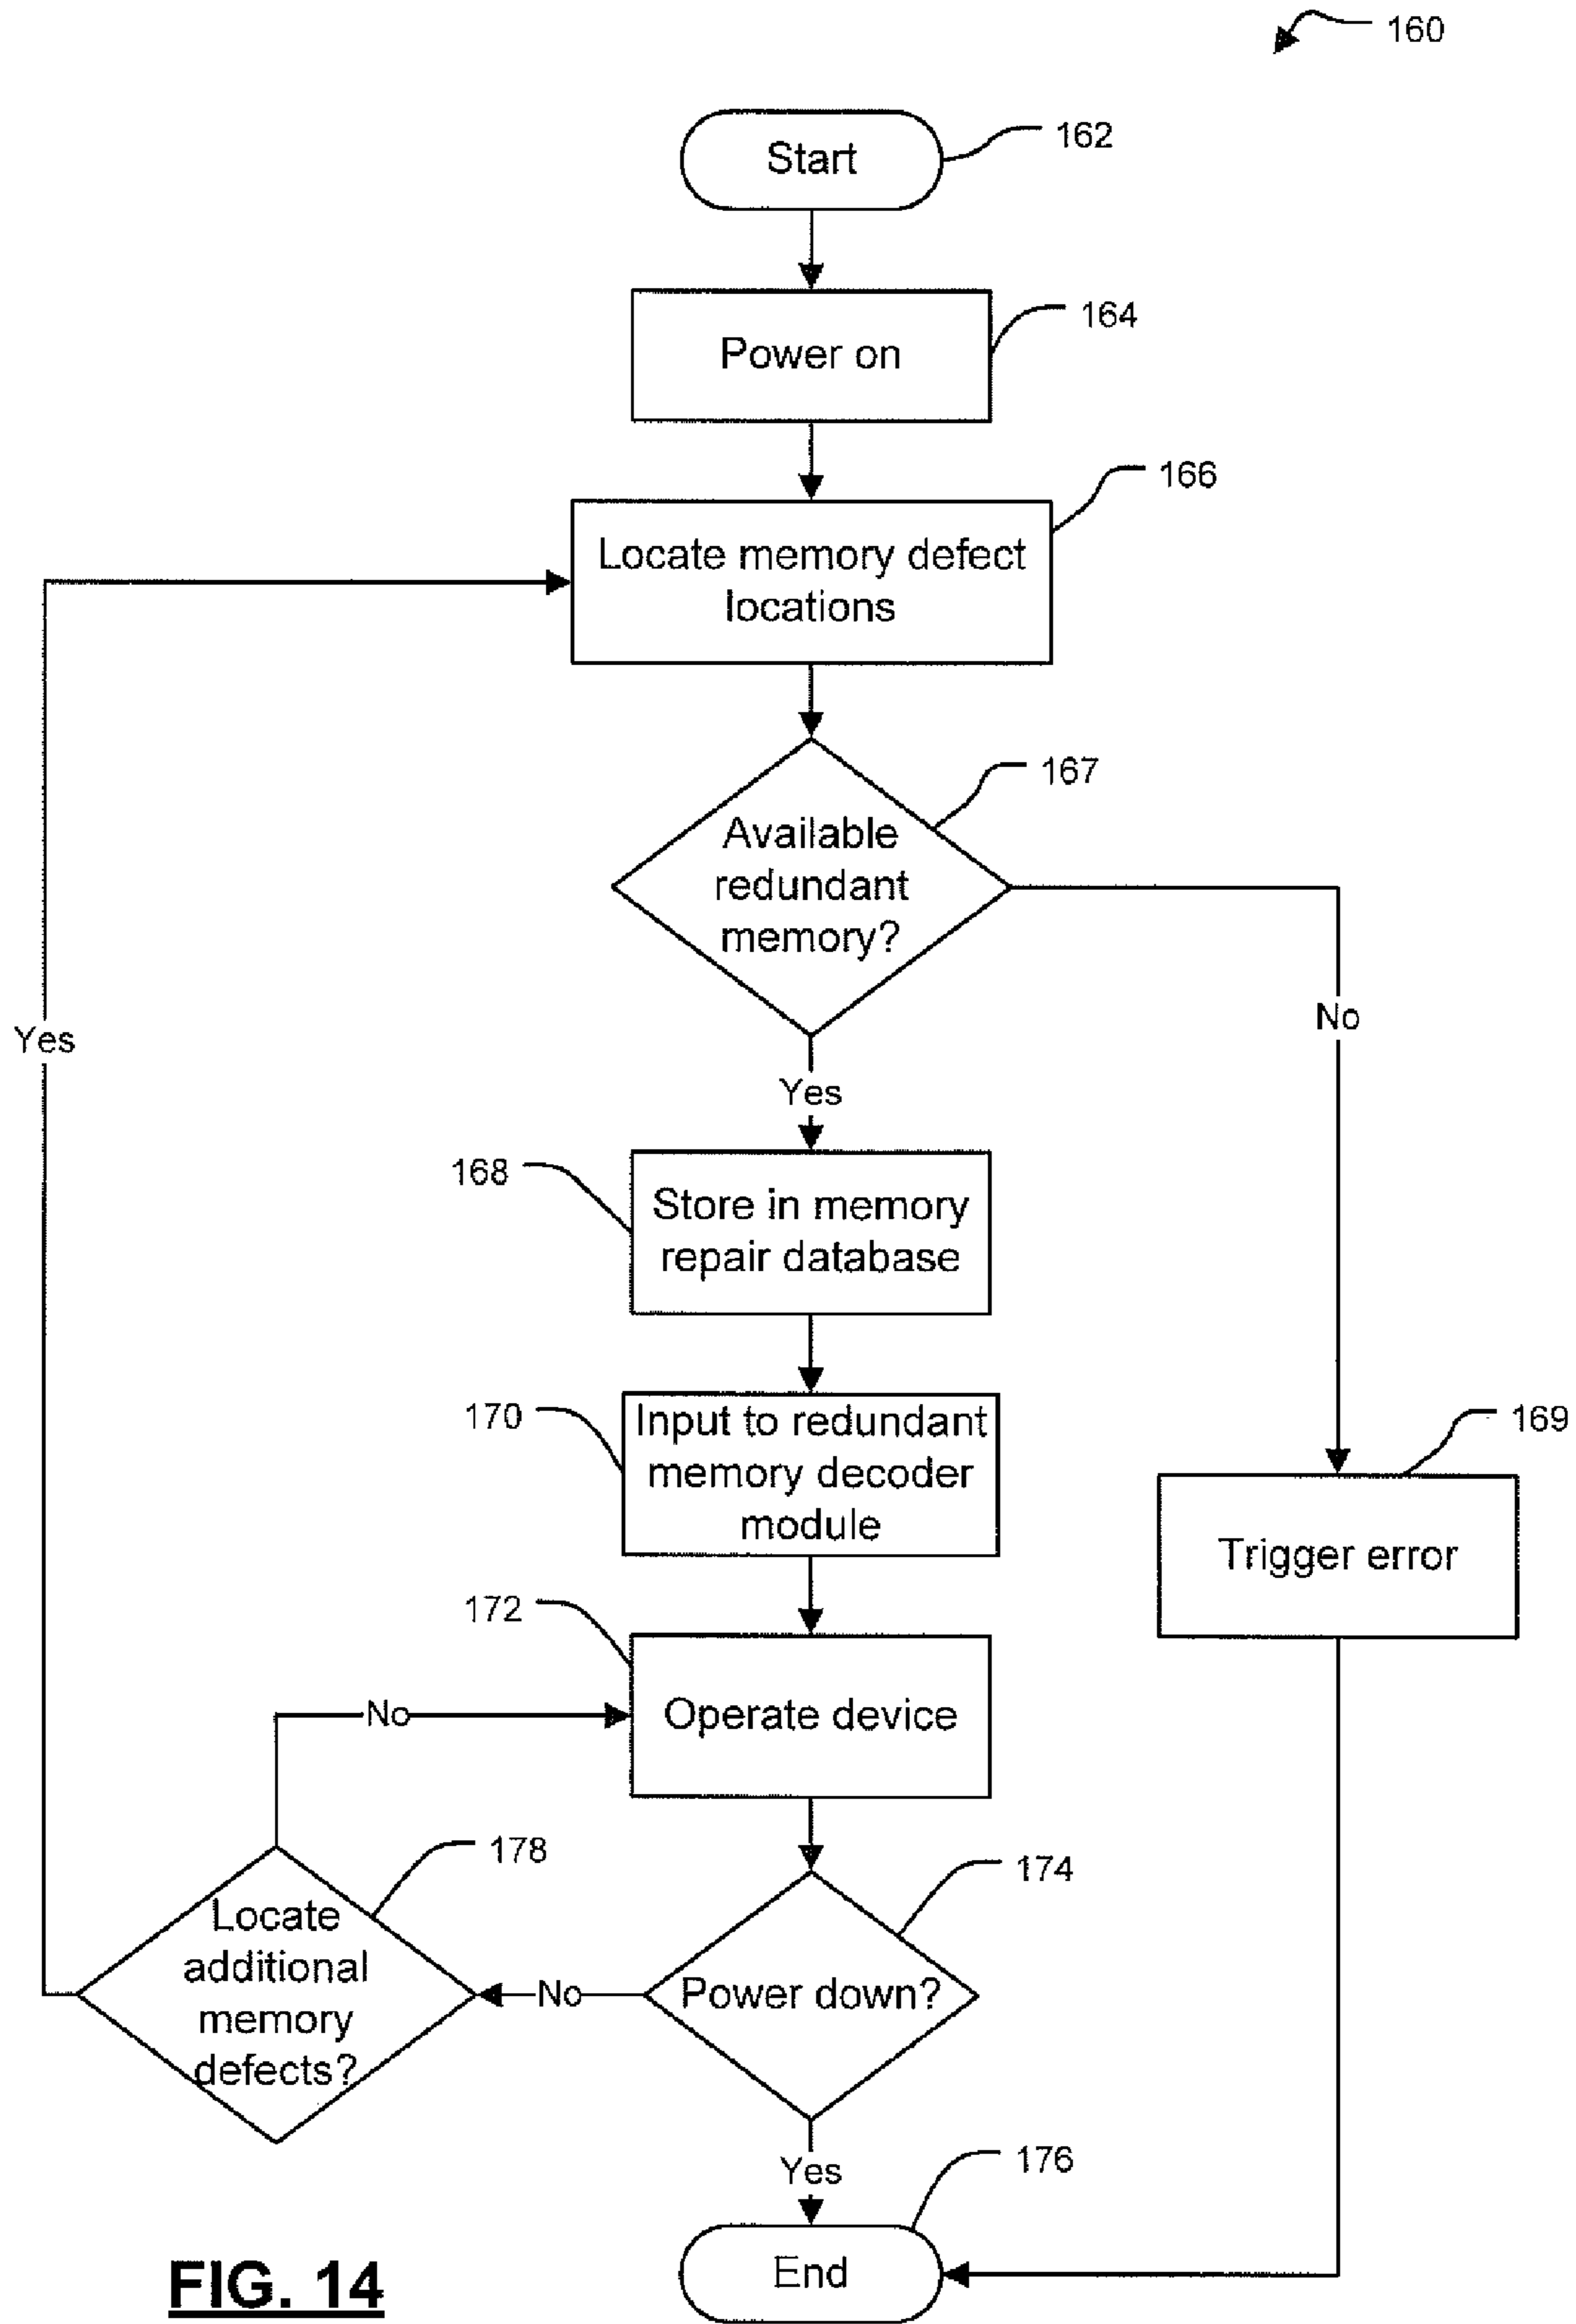 160
Start
162
Power on
164
166
Locate memory defect
locations
167
Available
redundant
memory?
No
Yes
Yes
168
Store in memory
repair database
170
Input to redundant
memory decoder
module
169
Trigger error
172
Operate device
No
178
Locate
additional
memory
defects?
174
Power down?
No
Yes
176
End
FIG. 14